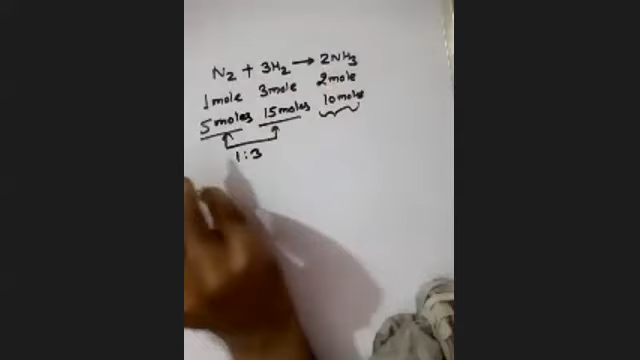 N₂ + 3H₂ → 2NH₃
1mole 3mole 2mole
5moles 15moles 10moles
1:3